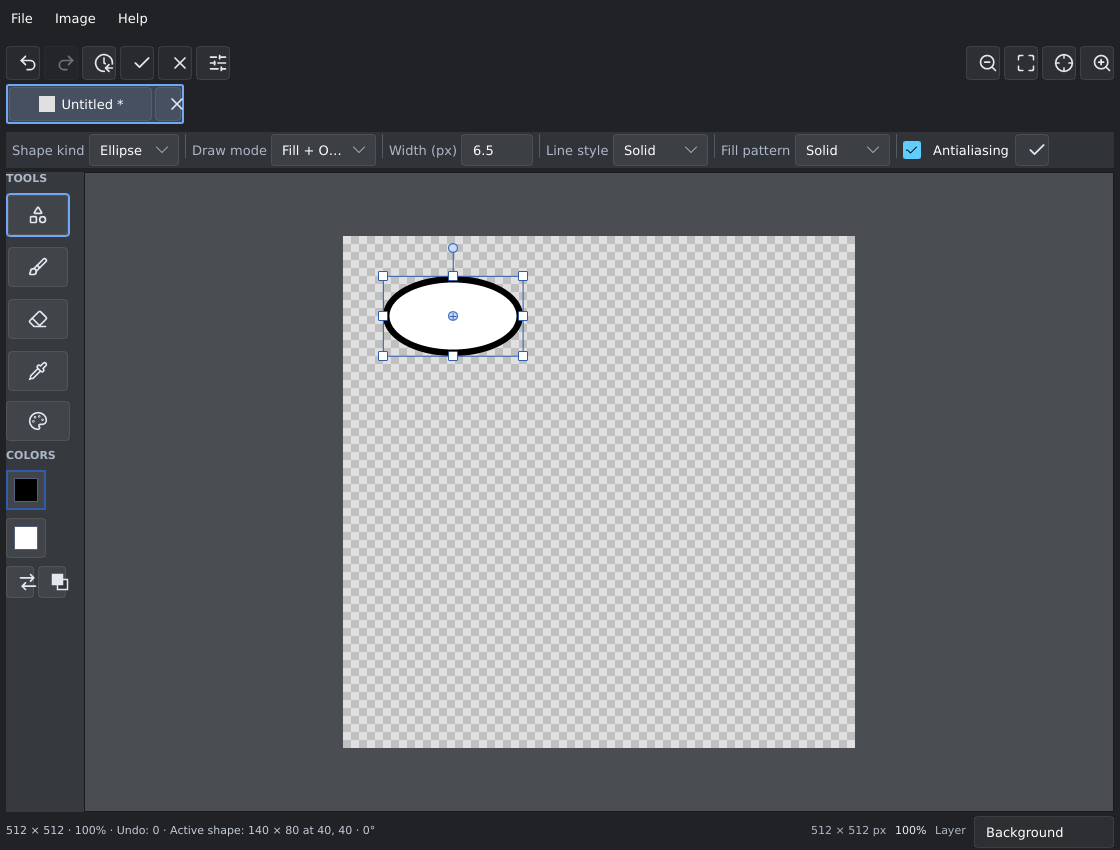 File Image Help
Untitled *
Shape kind Ellipse Draw mode Fill + O... Width (px) 6.5 Line style Solid Fill pattern Solid Antialiasing
TOOLS
COLORS
512 × 512 · 100% · Undo: 0 · Active shape: 140 × 80 at 40, 40 · 0° 512 × 512 px 100% Layer Background